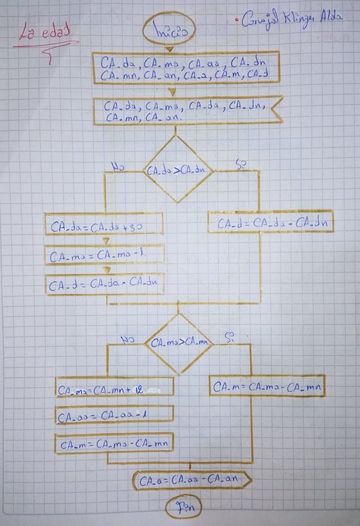 La edad
• Grajal Klinger Alda
Inicio
CA_da, CA_ma, CA_aa, CA_dn
CA_mn, CA_an, CA_a, CA_m, CA_d
CA_da, CA_ma, CA_da, CA_dn,
CA_mn, CA_an.
CA_da>CA_dn
No
Si
CA_da=CA_da+30
CA_d=CA_da-CA_dn
CA_ma=CA_ma-1
CA_d=CA_da-CA_dn
CA_ma>CA_mn
No
Si
CA_ma=CA_mn+12
CA_m=CA_ma-CA_mn
CA_aa=CA_aa-1
CA_m=CA_ma-CA_mn
CA_a=CA_aa-CA_an
Fin